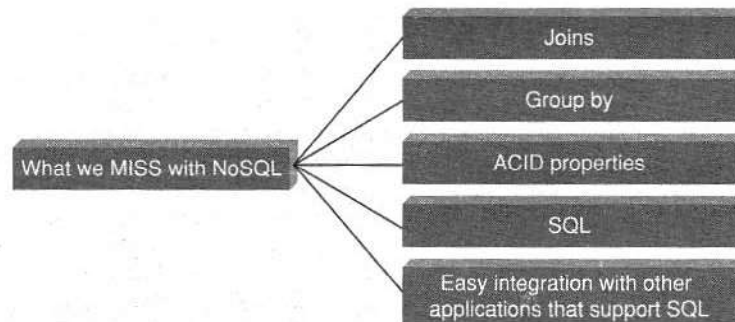 Joins
Group by
What we MISS with NoSQL
ACID properties
SQL
Easy integration with other
applications that support SQL